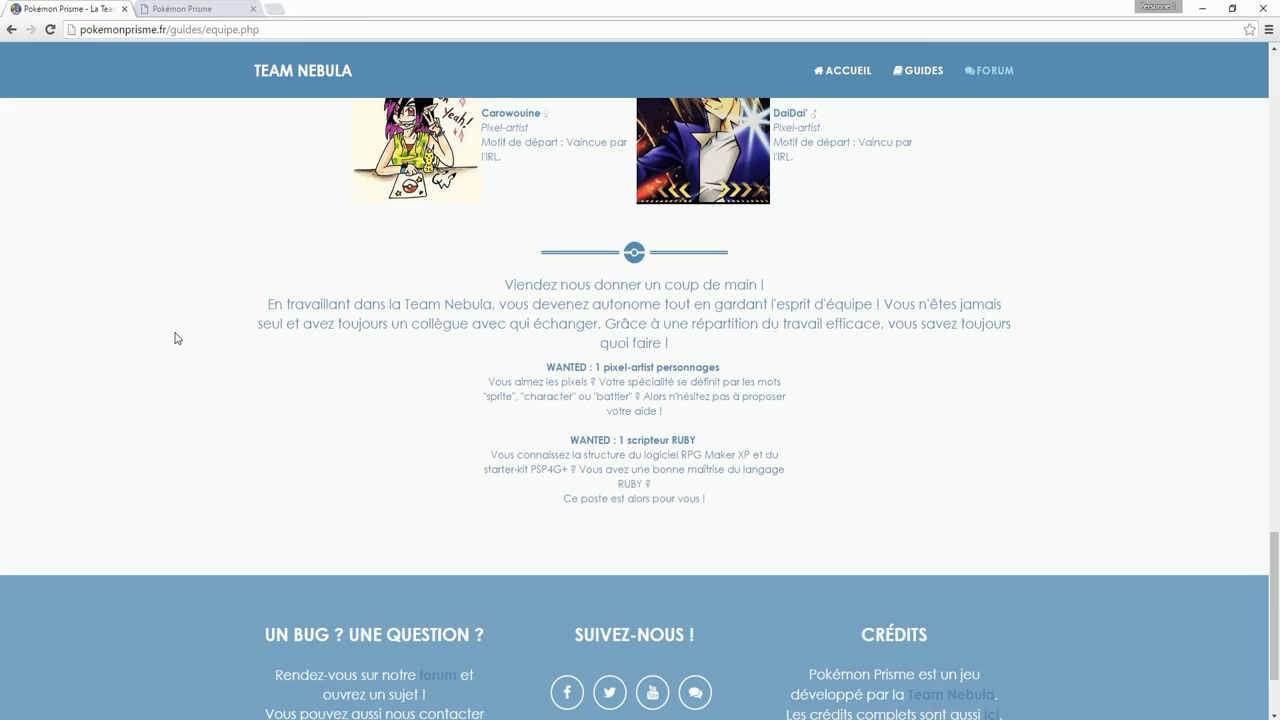 Pokémon Prisme - La Tea
Pokémon Prisme
Personne 1
pokemonprisme.fr/guides/equipe.php
TEAM NEBULA
ACCUEIL
GUIDES
FORUM
Yeah!
Carowouine ♀
Pixel-artist
Motif de départ : Vaincue par
l'IRL.
DaiDai' ♂
Pixel-artist
Motif de départ : Vaincu par
l'IRL.
Viendez nous donner un coup de main !
En travaillant dans la Team Nebula, vous devenez autonome tout en gardant l'esprit d'équipe ! Vous n'êtes jamais
seul et avez toujours un collègue avec qui échanger. Grâce à une répartition du travail efficace, vous savez toujours
quoi faire !
WANTED : 1 pixel-artist personnages
Vous aimez les pixels ? Votre spécialité se définit par les mots
"sprite", "character" ou "battler" ? Alors n'hésitez pas à proposer
votre aide !
WANTED : 1 scripteur RUBY
Vous connaissez la structure du logiciel RPG Maker XP et du
starter-kit PSP4G+ ? Vous avez une bonne maîtrise du langage
RUBY ?
Ce poste est alors pour vous !
UN BUG ? UNE QUESTION ?
Rendez-vous sur notre forum et
ouvrez un sujet !
Vous pouvez aussi nous contacter
SUIVEZ-NOUS !
CRÉDITS
Pokémon Prisme est un jeu
développé par la Team Nebula.
Les crédits complets sont aussi ici.